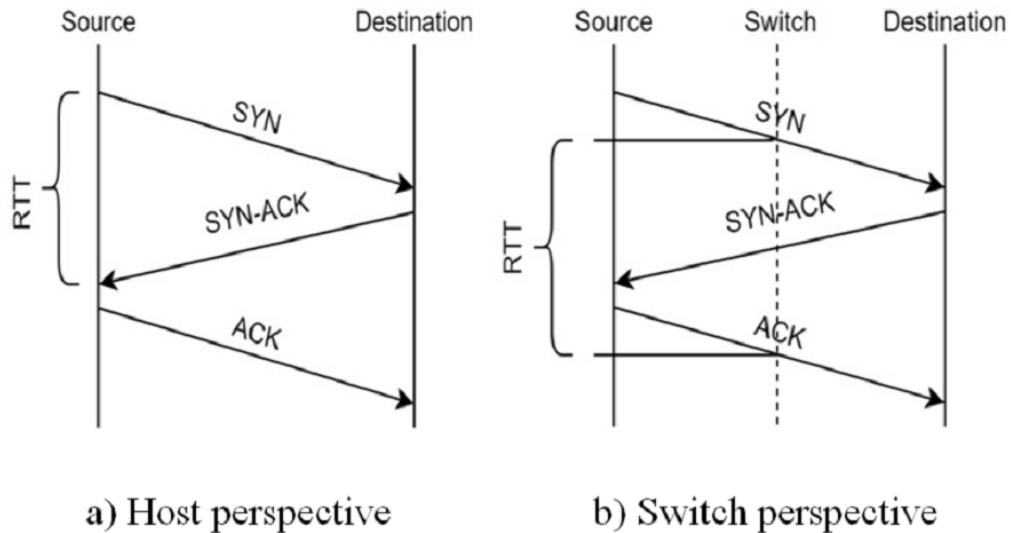 Source Destination
SYN
RTT
SYN-ACK
ACK
a) Host perspective
Source Switch Destination
SYN
SYN-ACK
RTT
ACK
b) Switch perspective